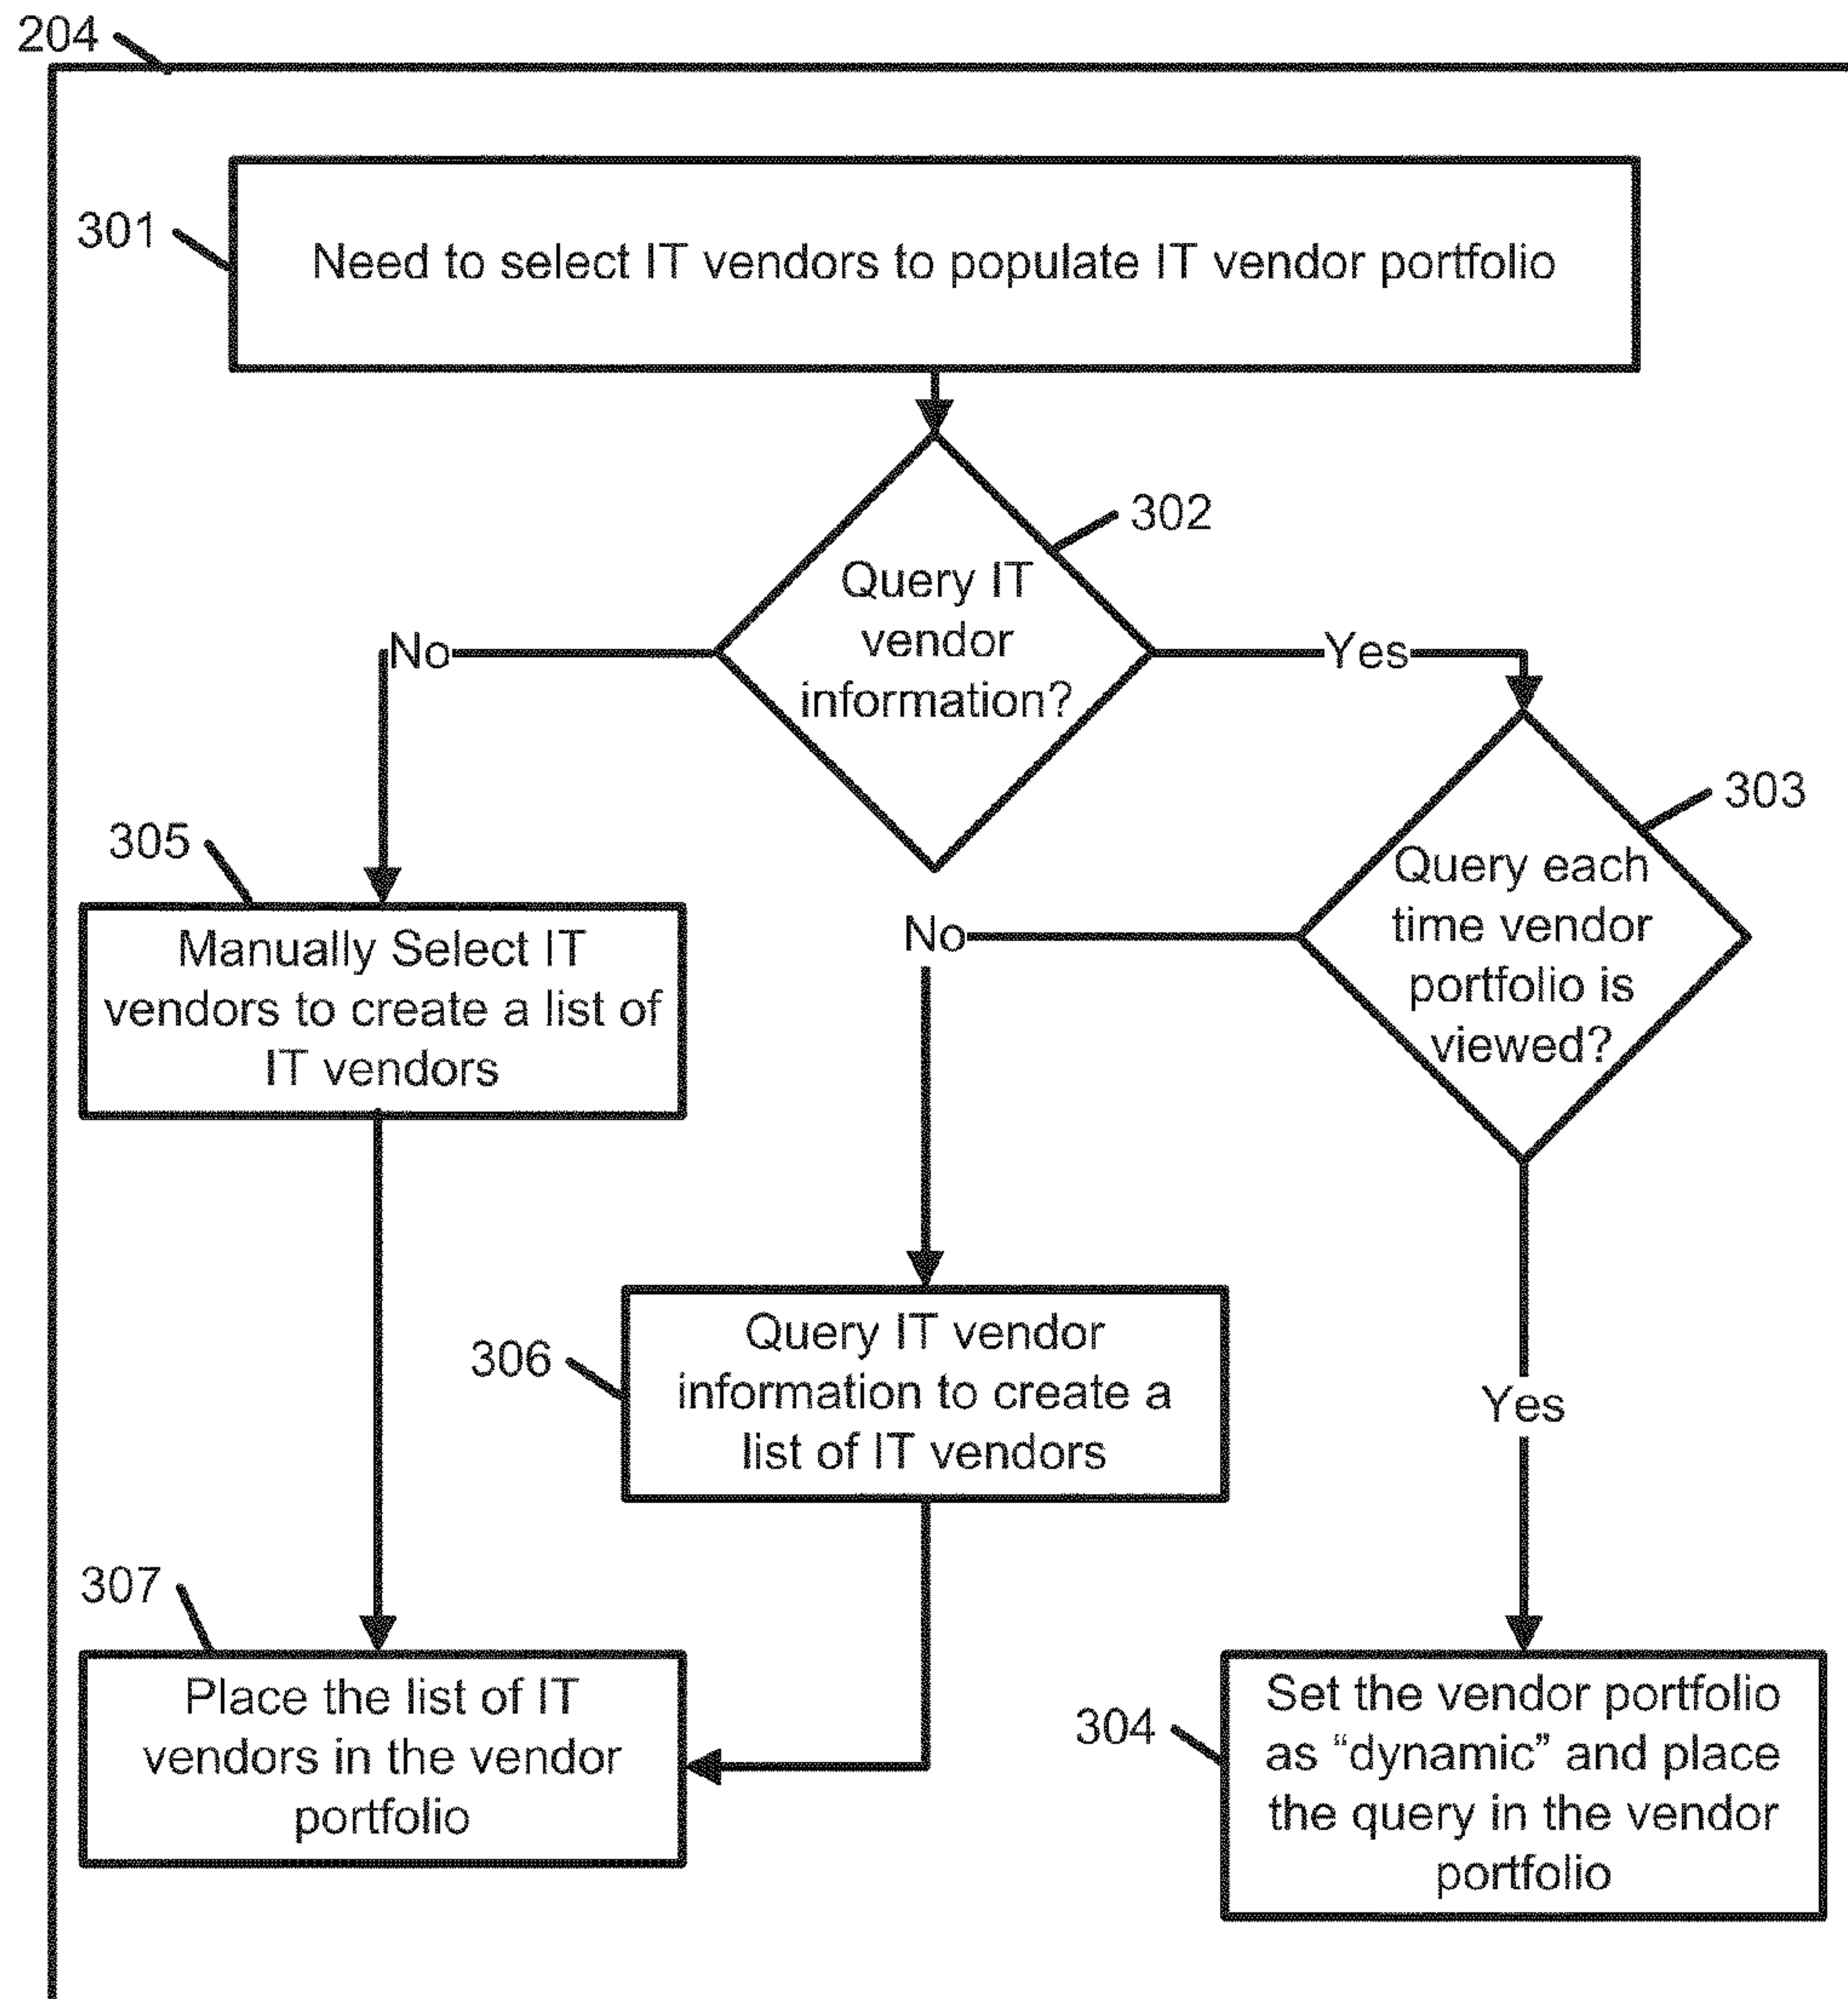 204
301
Need to select IT vendors to populate IT vendor portfolio
302
Query IT
vendor
information?
No
Yes
303
Query each
time vendor
portfolio is
viewed?
305
Manually Select IT
vendors to create a list of
IT vendors
No
306
Query IT vendor
information to create a
list of IT vendors
Yes
307
Place the list of IT
vendors in the vendor
portfolio
304
Set the vendor portfolio
as “dynamic” and place
the query in the vendor
portfolio